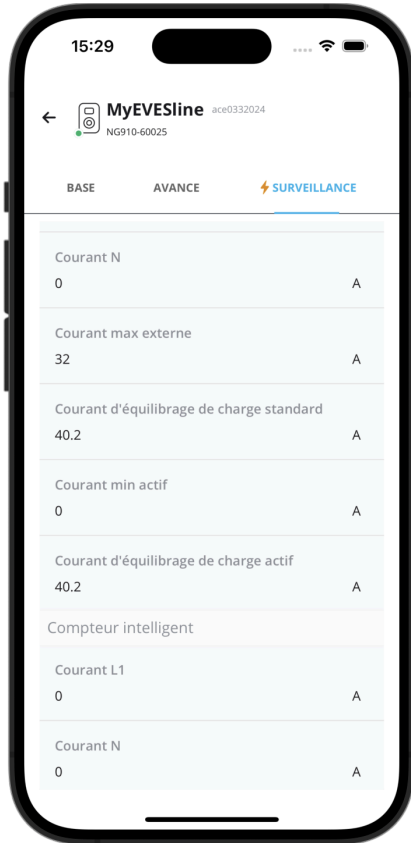 15:29
MyEVESline ace0332024
NG910-60025
BASE AVANCE SURVEILLANCE
Courant N
0 A
Courant max externe
32 A
Courant d'équilibrage de charge standard
40.2 A
Courant min actif
0 A
Courant d'équilibrage de charge actif
40.2 A
Compteur intelligent
Courant L1
0 A
Courant N
0 A